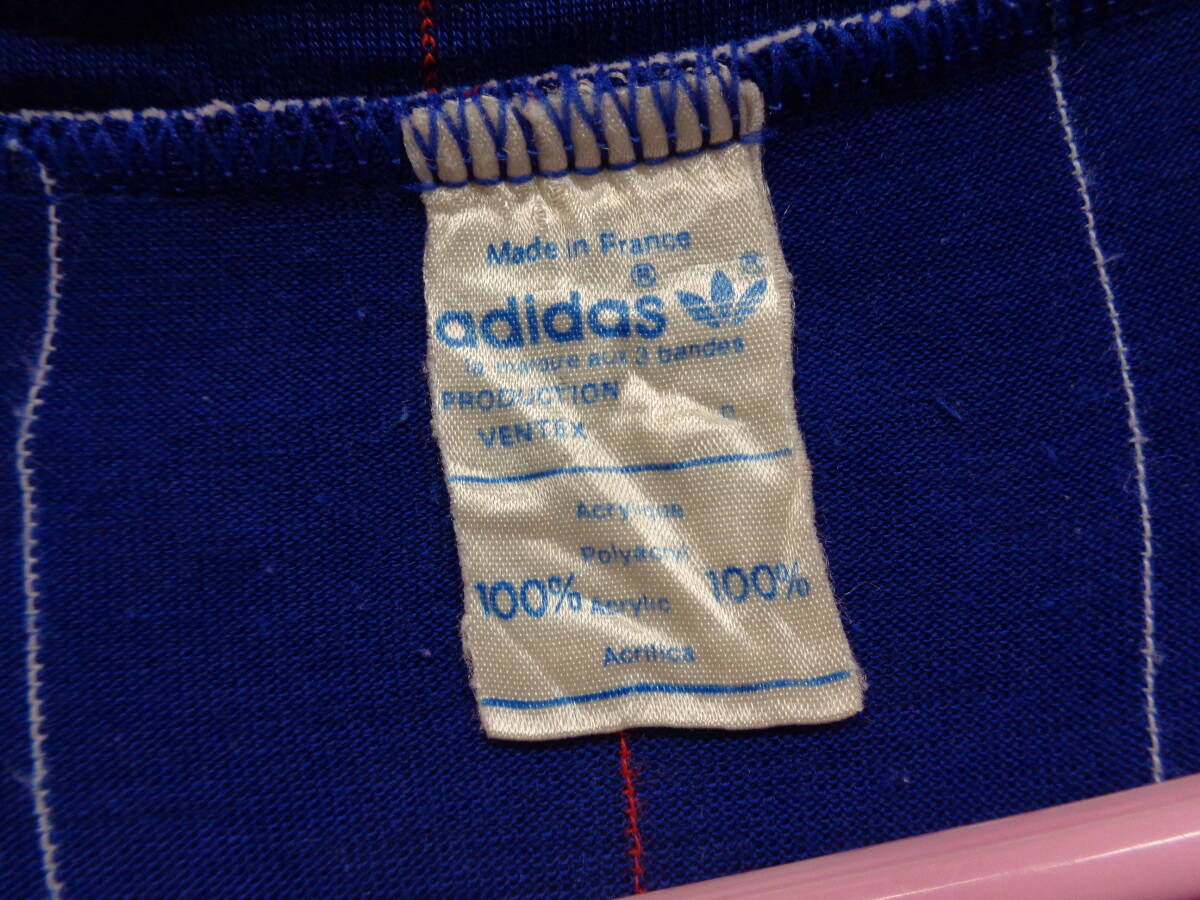 Made in France
adidas® ®
la marque aux 3 bandes
PRODUCTION
VENTEX
Acrylique
Polyacryl
100% Acrylic 100%
Acrilica